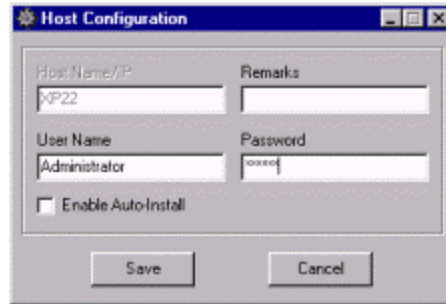 Host Configuration
Host Name/IP
Remarks
XP22
User Name
Password
Administrator
*****
Enable Auto-Install
Save
Cancel